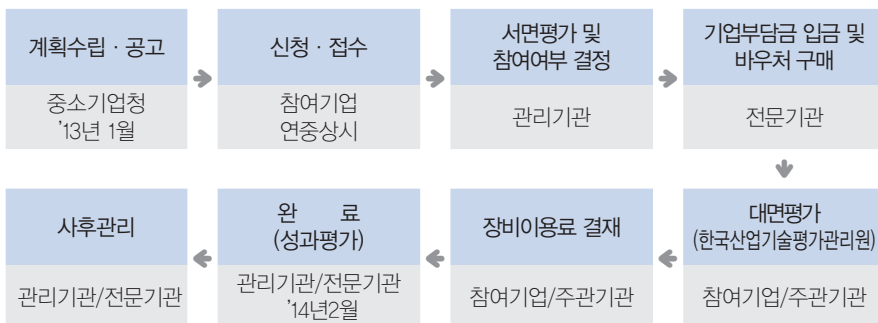 계획수립 · 공고
중소기업청
’13년 1월
신청 · 접수
참여기업
연중상시
서면평가 및
참여여부 결정
관리기관
기업부담금 입금 및
바우처 구매
전문기관
대면평가
(한국산업기술평가관리원)
참여기업/주관기관
장비이용료 결재
참여기업/주관기관
완 료
(성과평가)
관리기관/전문기관
’14년2월
사후관리
관리기관/전문기관